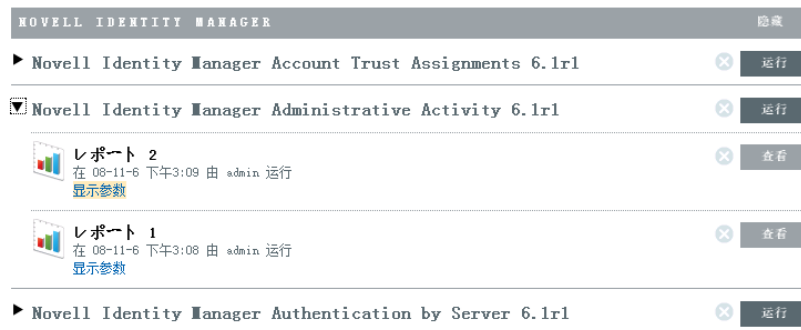 NOVELL IDENTITY MANAGER 隐藏
Novell Identity Manager Account Trust Assignments 6.1r1 运行
Novell Identity Manager Administrative Activity 6.1r1 运行
レポート 2 查看
在 08-11-6 下午3:09 由 admin 运行
显示参数
レポート 1 查看
在 08-11-6 下午3:08 由 admin 运行
显示参数
Novell Identity Manager Authentication by Server 6.1r1 运行